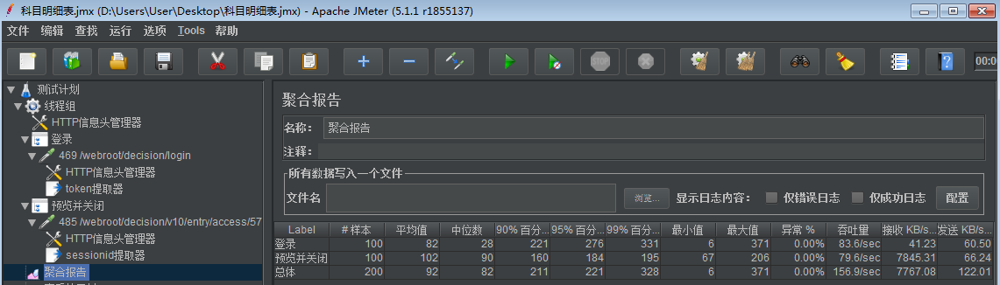 科目明细表.jmx (D:\Users\User\Desktop\科目明细表.jmx) - Apache JMeter (5.1.1 r1855137)
文件 编辑 查找 运行 选项 Tools 帮助
STOP
00:0
测试计划
线程组
HTTP信息头管理器
登录
469 /webroot/decision/login
HTTP信息头管理器
token提取器
预览并关闭
485 /webroot/decision/v10/entry/access/57
HTTP信息头管理器
sessionid提取器
聚合报告
聚合报告
名称： 聚合报告
注释：
所有数据写入一个文件
文件名 浏览... 显示日志内容： 仅错误日志 仅成功日志 配置
Label # 样本 平均值 中位数 90% 百分... 95% 百分... 99% 百分... 最小值 最大值 异常 % 吞吐量 接收 KB/s... 发送 KB/s...
登录 100 82 28 221 276 331 6 371 0.00% 83.6/sec 41.23 60.50
预览并关闭 100 102 90 160 184 195 67 206 0.00% 79.6/sec 7845.31 66.24
总体 200 92 82 211 221 328 6 371 0.00% 156.9/sec 7767.08 122.01